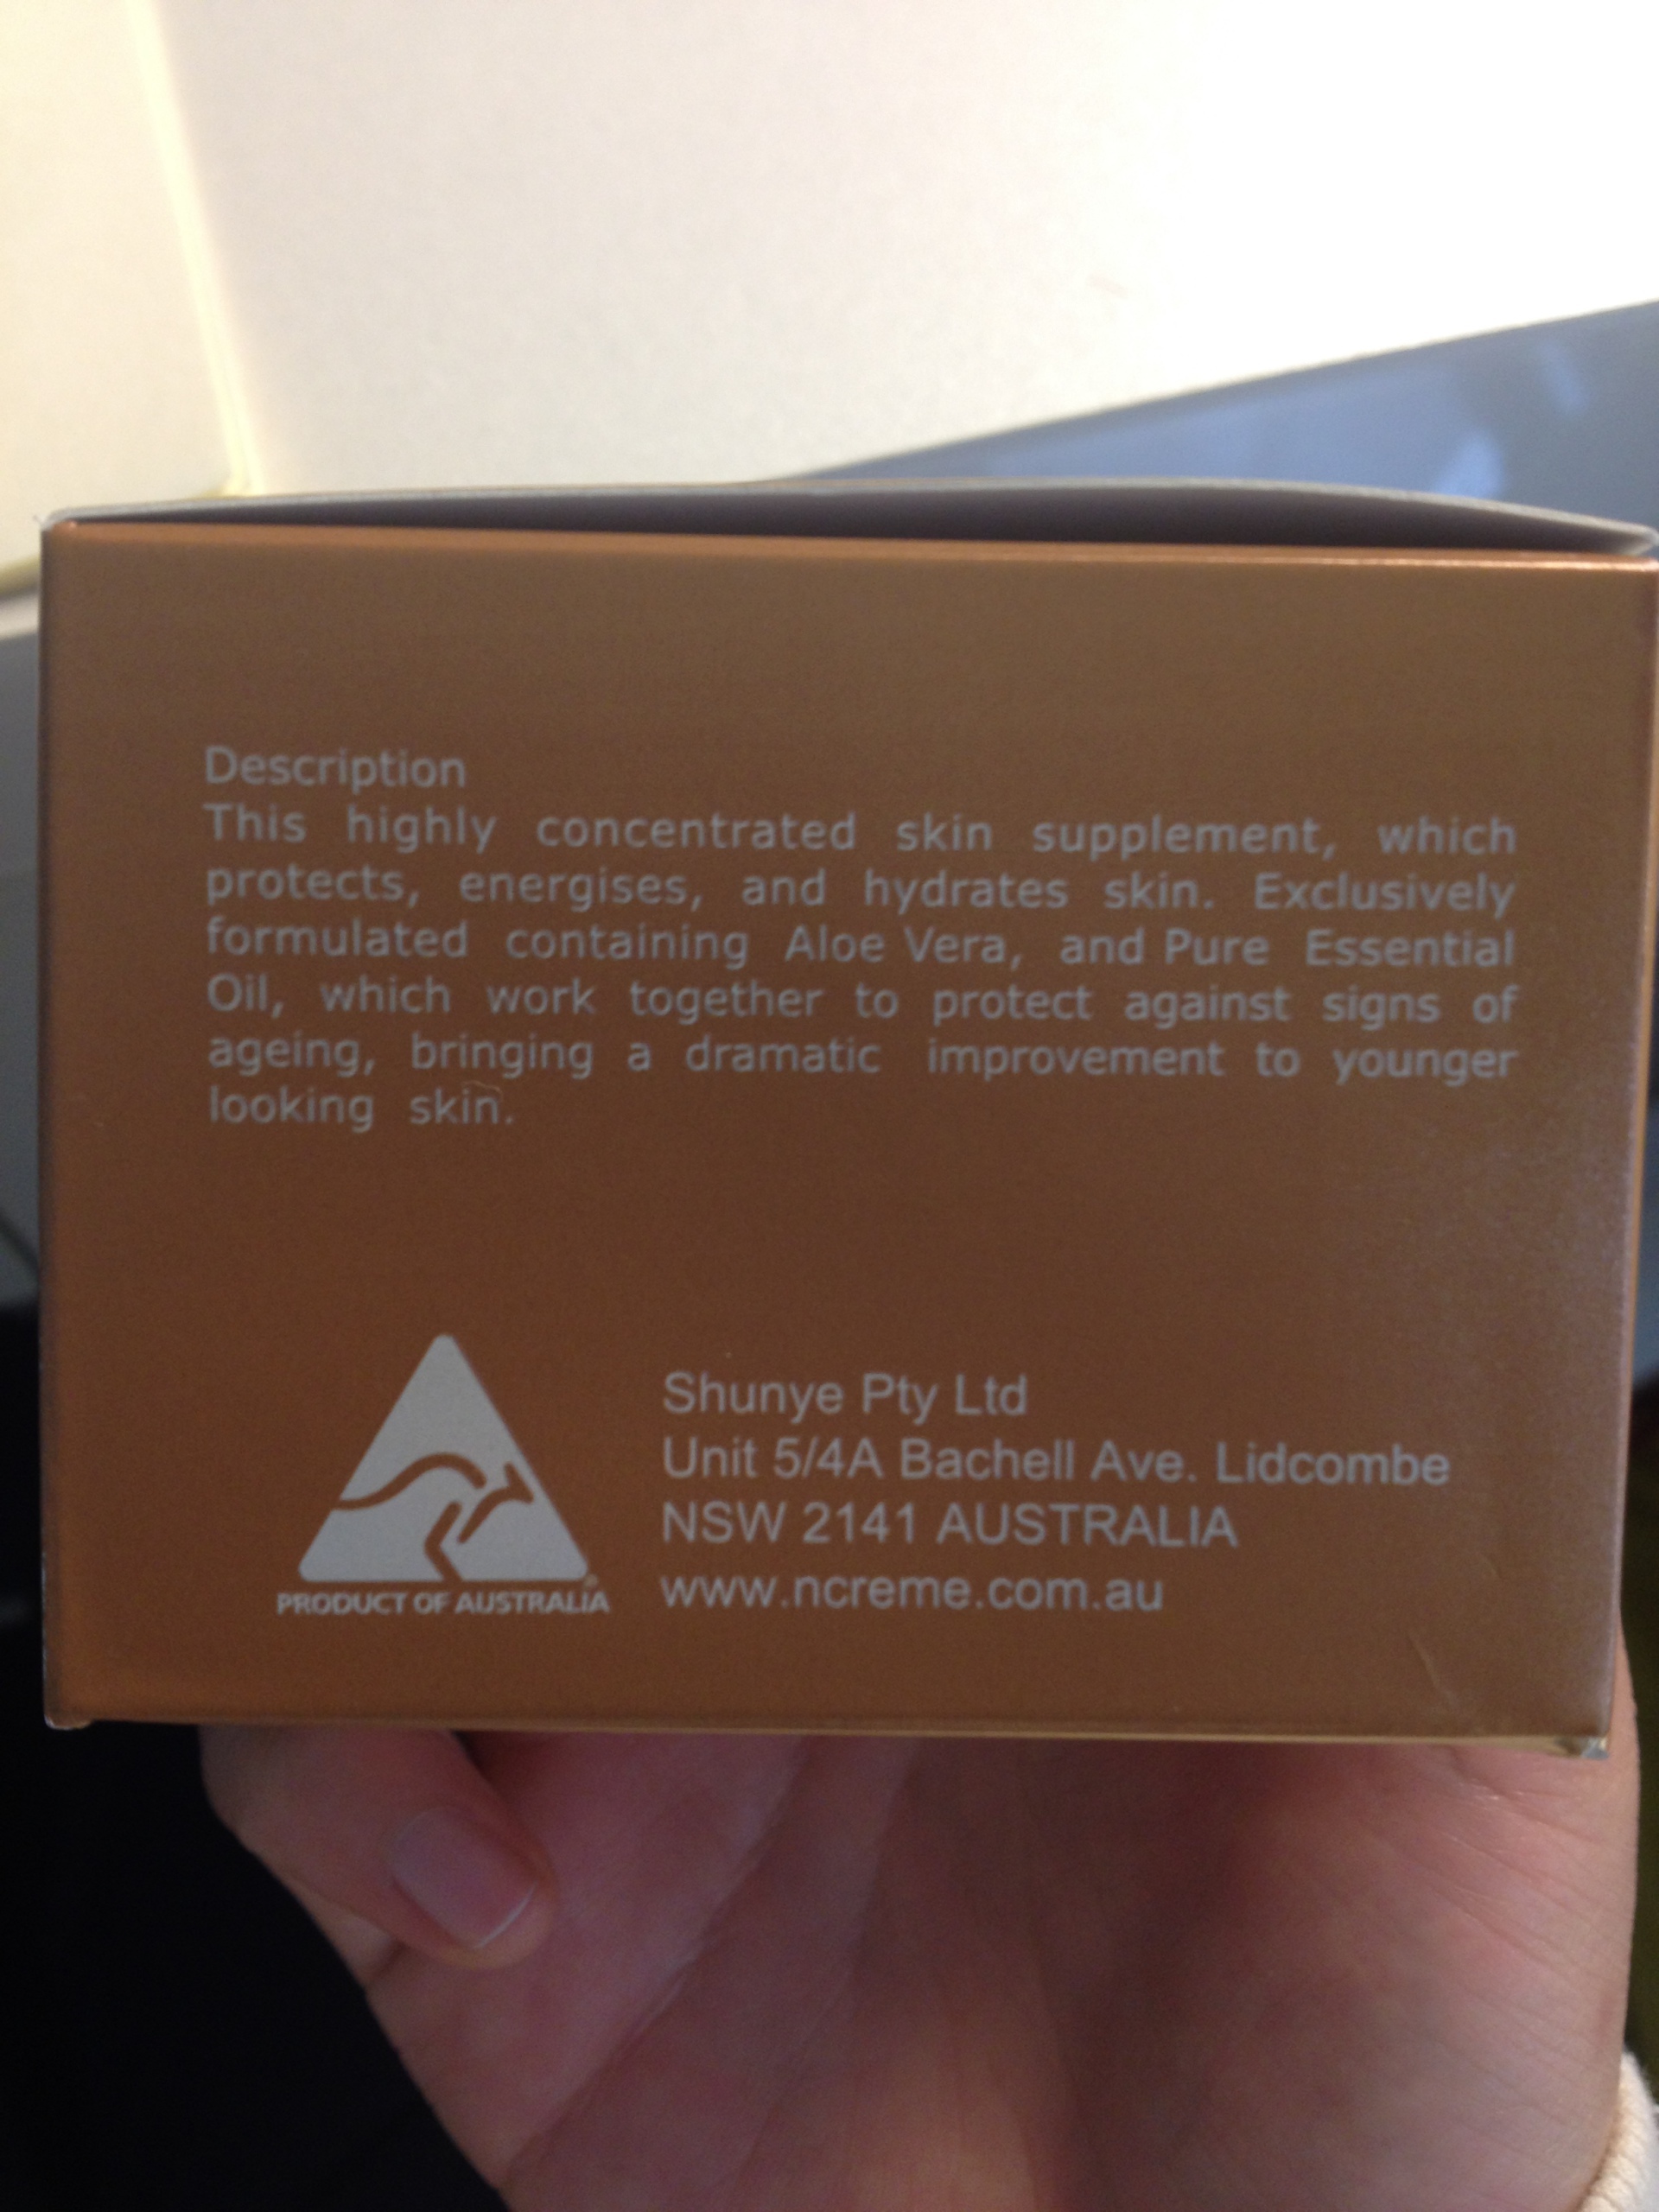 Description
This highly concentrated skin supplement, which
protects, energises, and hydrates skin. Exclusively
formulated containing Aloe Vera, and Pure Essential
Oil, which work together to protect against signs of
ageing, bringing a dramatic improvement to younger
looking skin.
PRODUCT OF AUSTRALIA
Shunye Pty Ltd
Unit 5/4A Bachell Ave. Lidcombe
NSW 2141 AUSTRALIA
www.ncreme.com.au